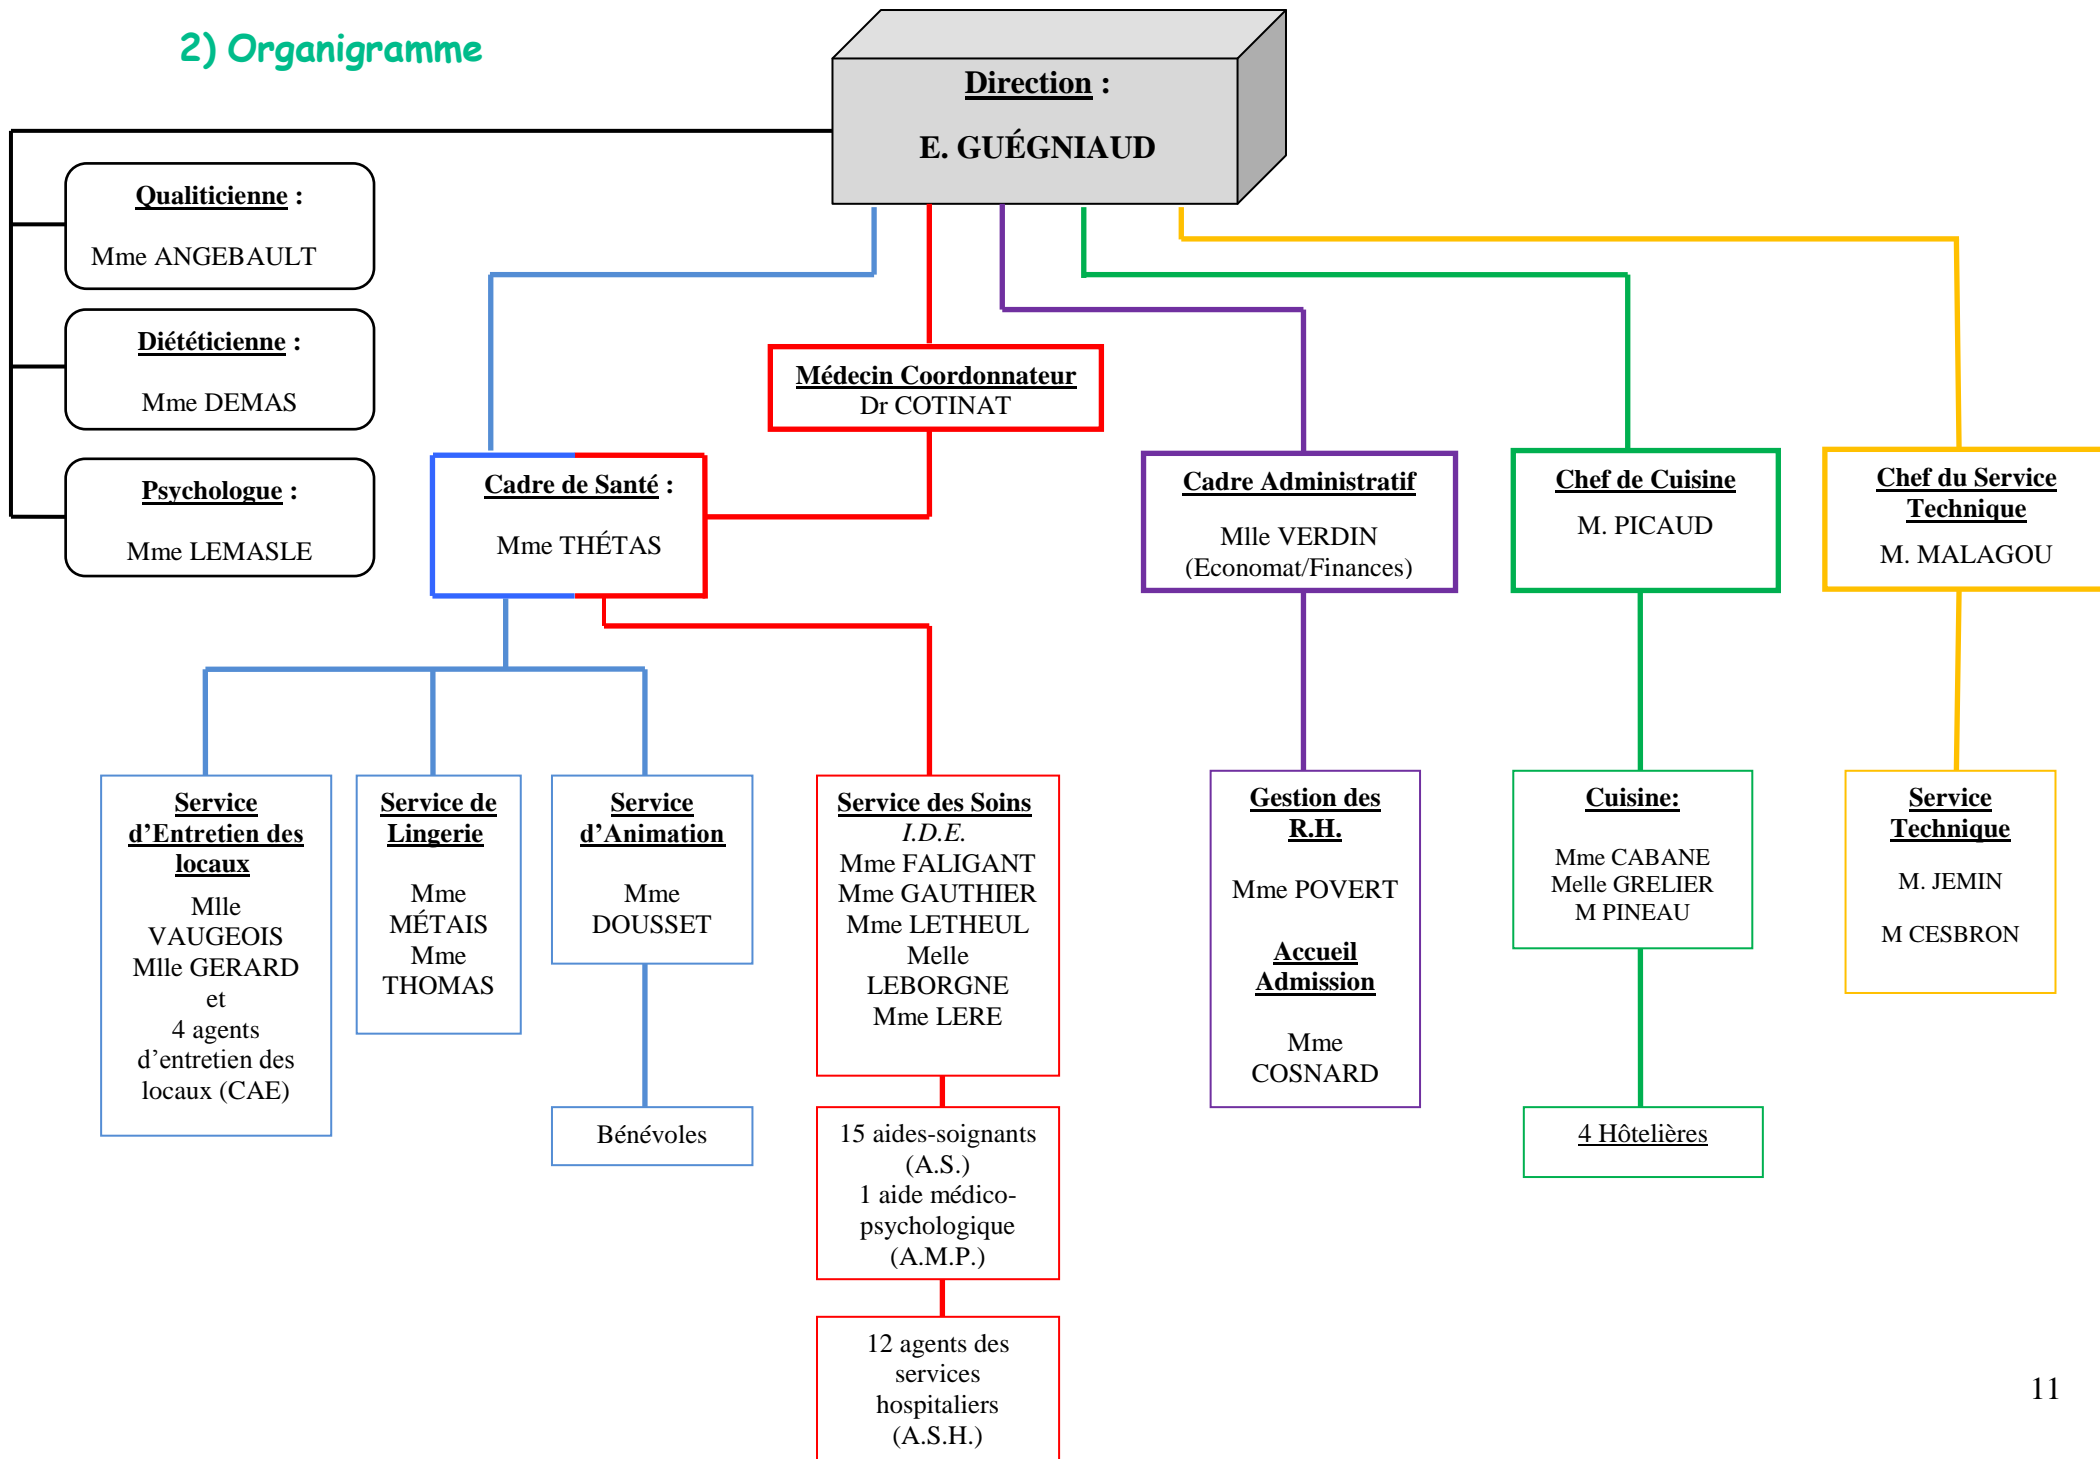 2) Organigramme
Direction :
E. GUÉGNIAUD
Qualiticienne :
Mme ANGEBAULT
Diététicienne :
Mme DEMAS
Psychologue :
Mme LEMASLE
Médecin Coordonnateur
Dr COTINAT
Cadre de Santé :
Mme THÉTAS
Cadre Administratif
Mlle VERDIN
(Economat/Finances)
Chef de Cuisine
M. PICAUD
Chef du Service
Technique
M. MALAGOU
Service
d’Entretien des
locaux
Mlle
VAUGEOIS
Mlle GERARD
et
4 agents
d’entretien des
locaux (CAE)
Service de
Lingerie
Mme
MÉTAIS
Mme
THOMAS
Service
d’Animation
Mme
DOUSSET
Bénévoles
Service des Soins
I.D.E.
Mme FALIGANT
Mme GAUTHIER
Mme LETHEUL
Melle
LEBORGNE
Mme LERE
15 aides-soignants
(A.S.)
1 aide médico-
psychologique
(A.M.P.)
12 agents des
services
hospitaliers
(A.S.H.)
Gestion des
R.H.
Mme POVERT
Accueil
Admission
Mme
COSNARD
Cuisine:
Mme CABANE
Melle GRELIER
M PINEAU
4 Hôtelières
Service
Technique
M. JEMIN
M CESBRON
11